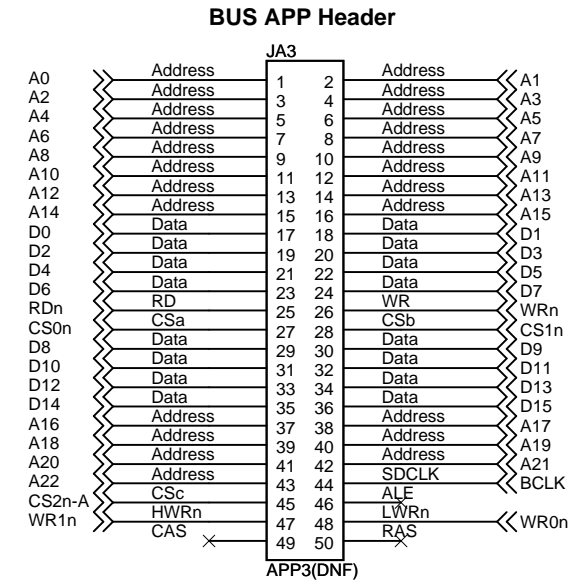 BUS APP Header
JA3
A0 Address 1 2 Address A1
A2 Address 3 4 Address A3
A4 Address 5 6 Address A5
A6 Address 7 8 Address A7
A8 Address 9 10 Address A9
A10 Address 11 12 Address A11
A12 Address 13 14 Address A13
A14 Address 15 16 Address A15
D0 Data 17 18 Data D1
D2 Data 19 20 Data D3
D4 Data 21 22 Data D5
D6 Data 23 24 Data D7
RDn RD 25 26 WR WRn
CS0n CSa 27 28 CSb CS1n
D8 Data 29 30 Data D9
D10 Data 31 32 Data D11
D12 Data 33 34 Data D13
D14 Data 35 36 Data D15
A16 Address 37 38 Address A17
A18 Address 39 40 Address A19
A20 Address 41 42 Address A21
A22 Address 43 44 SDCLK BCLK
CS2n-A CSc 45 46 ALE
WR1n HWRn 47 48 LWRn WR0n
CAS 49 50 RAS
APP3(DNF)